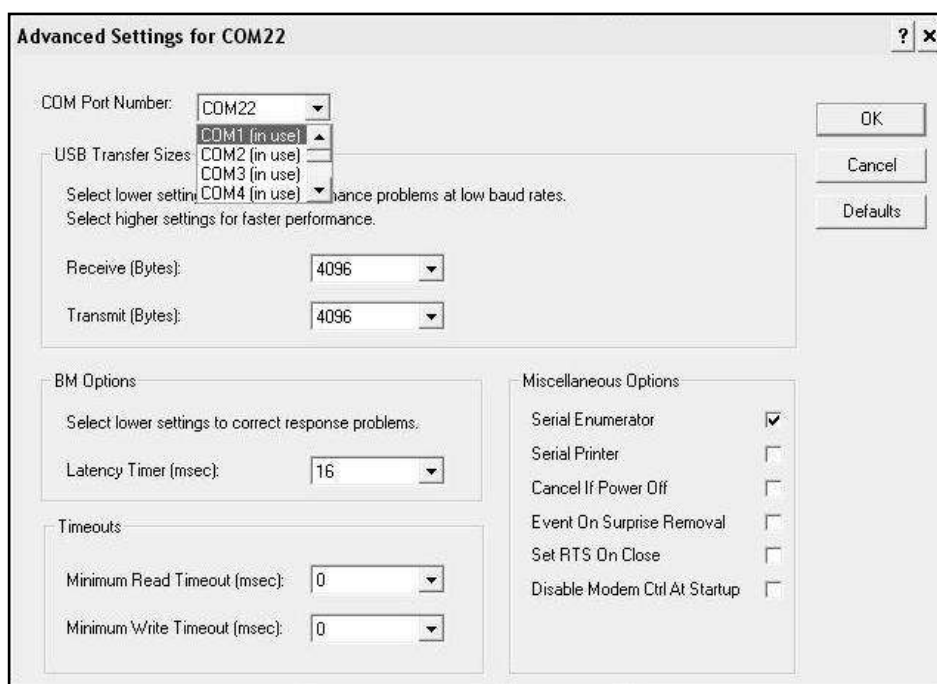 Advanced Settings for COM22
COM Port Number: COM22
COM1 (in use)
COM2 (in use)
COM3 (in use)
COM4 (in use)
OK
Cancel
Defaults
USB Transfer Sizes
Select lower settin mance problems at low baud rates.
Select higher settings for faster performance.
Receive (Bytes): 4096
Transmit (Bytes): 4096
BM Options
Select lower settings to correct response problems.
Latency Timer (msec): 16
Timeouts
Minimum Read Timeout (msec): 0
Minimum Write Timeout (msec): 0
Miscellaneous Options
Serial Enumerator
Serial Printer
Cancel If Power Off
Event On Surprise Removal
Set RTS On Close
Disable Modem Ctrl At Startup